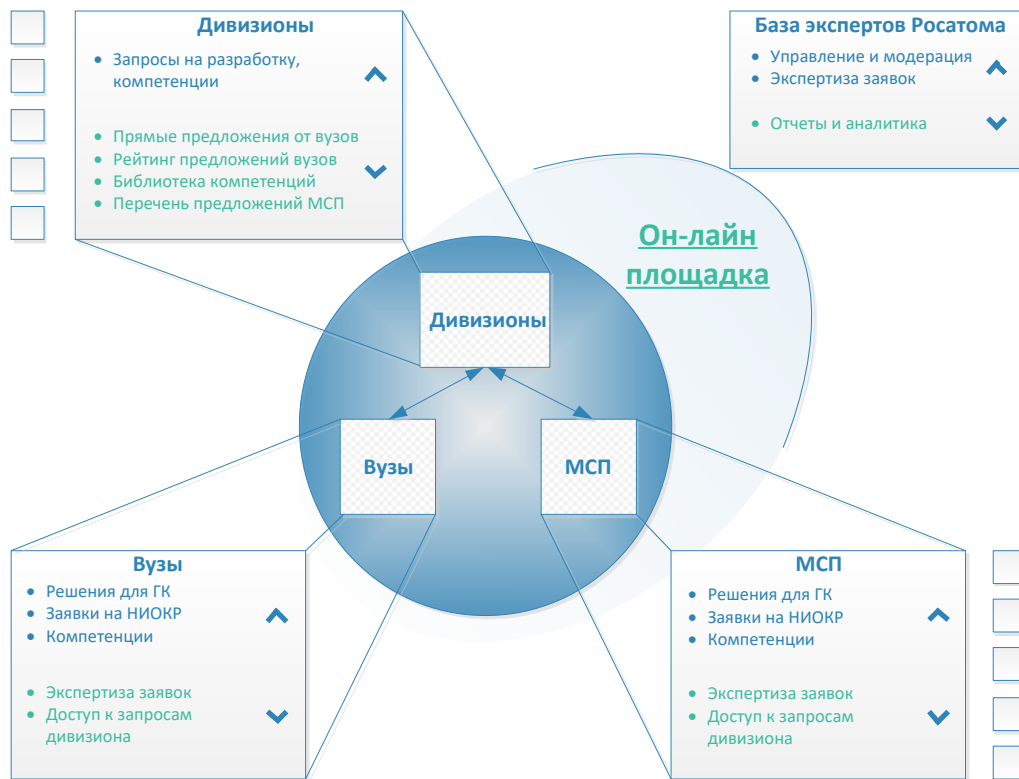 Дивизионы
• Запросы на разработку,
компетенции
• Прямые предложения от вузов
• Рейтинг предложений вузов
• Библиотека компетенций
• Перечень предложений МСП
База экспертов Росатома
• Управление и модерация
• Экспертиза заявок
• Отчеты и аналитика
Он-лайн
площадка
Дивизионы
Вузы
МСП
Вузы
• Решения для ГК
• Заявки на НИОКР
• Компетенции
• Экспертиза заявок
• Доступ к запросам
дивизиона
МСП
• Решения для ГК
• Заявки на НИОКР
• Компетенции
• Экспертиза заявок
• Доступ к запросам
дивизиона